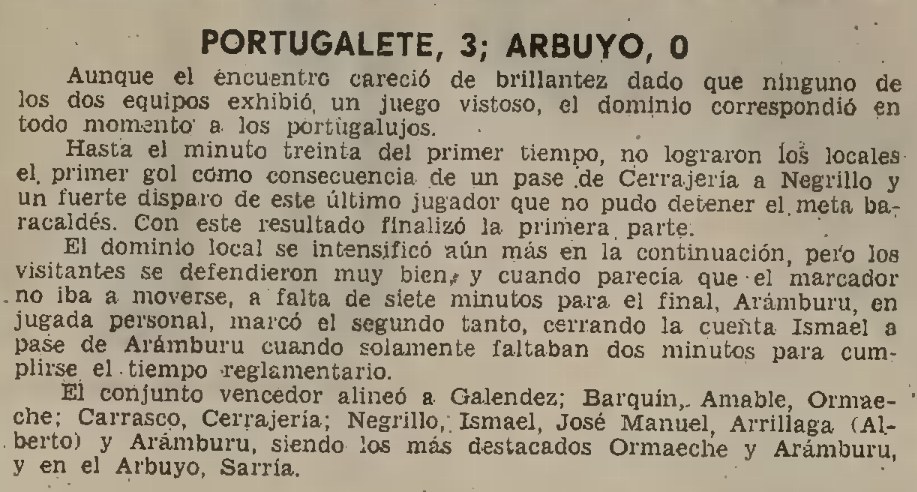 PORTUGALETE, 3; ARBUYO, 0
Aunque el encuentro careció de brillantez dado que ninguno de
los dos equipos exhibió, un juego vistoso, el dominio correspondió en
todo momento a los portugalujos.
Hasta el minuto treinta del primer tiempo, no lograron los locales
el primer gol como consecuencia de un pase de Cerrajería a Negrillo y
un fuerte disparo de este último jugador que no pudo detener el meta ba-
racaldés. Con este resultado finalizó la primera parte.
El dominio local se intensificó aún más en la continuación, pero los
visitantes se defendieron muy bien, y cuando parecía que el marcador
no iba a moverse, a falta de siete minutos para el final, Arámburu, en
jugada personal, marcó el segundo tanto, cerrando la cuenta Ismael a
pase de Arámburu cuando solamente faltaban dos minutos para cum-
plirse el tiempo reglamentario.
El conjunto vencedor alineó a Galendez; Barquín, Amable, Ormae-
che; Carrasco, Cerrajería; Negrillo, Ismael, José Manuel, Arrillaga (Al-
berto) y Arámburu, siendo los más destacados Ormaeche y Arámburu,
y en el Arbuyo, Sarría.